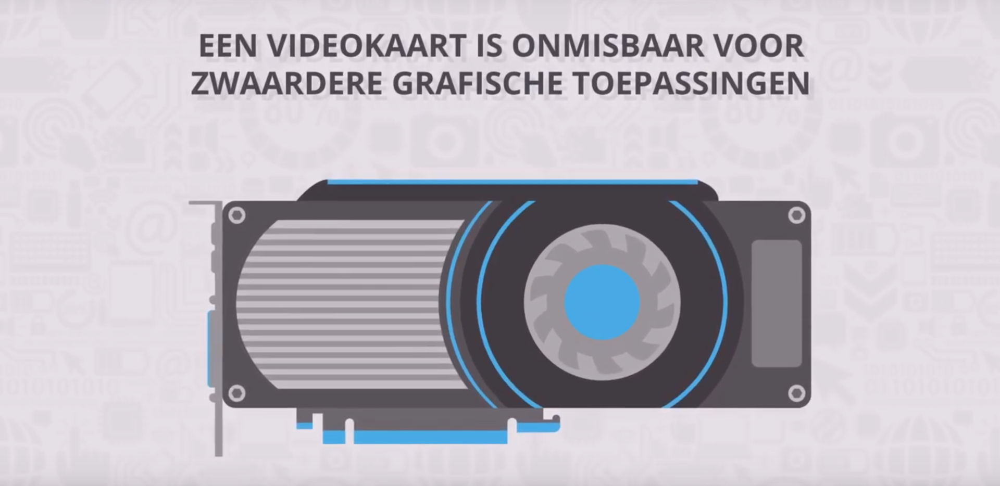 EEN VIDEOKAART IS ONMISBAAR VOOR
ZWAARDERE GRAFISCHE TOEPASSINGEN